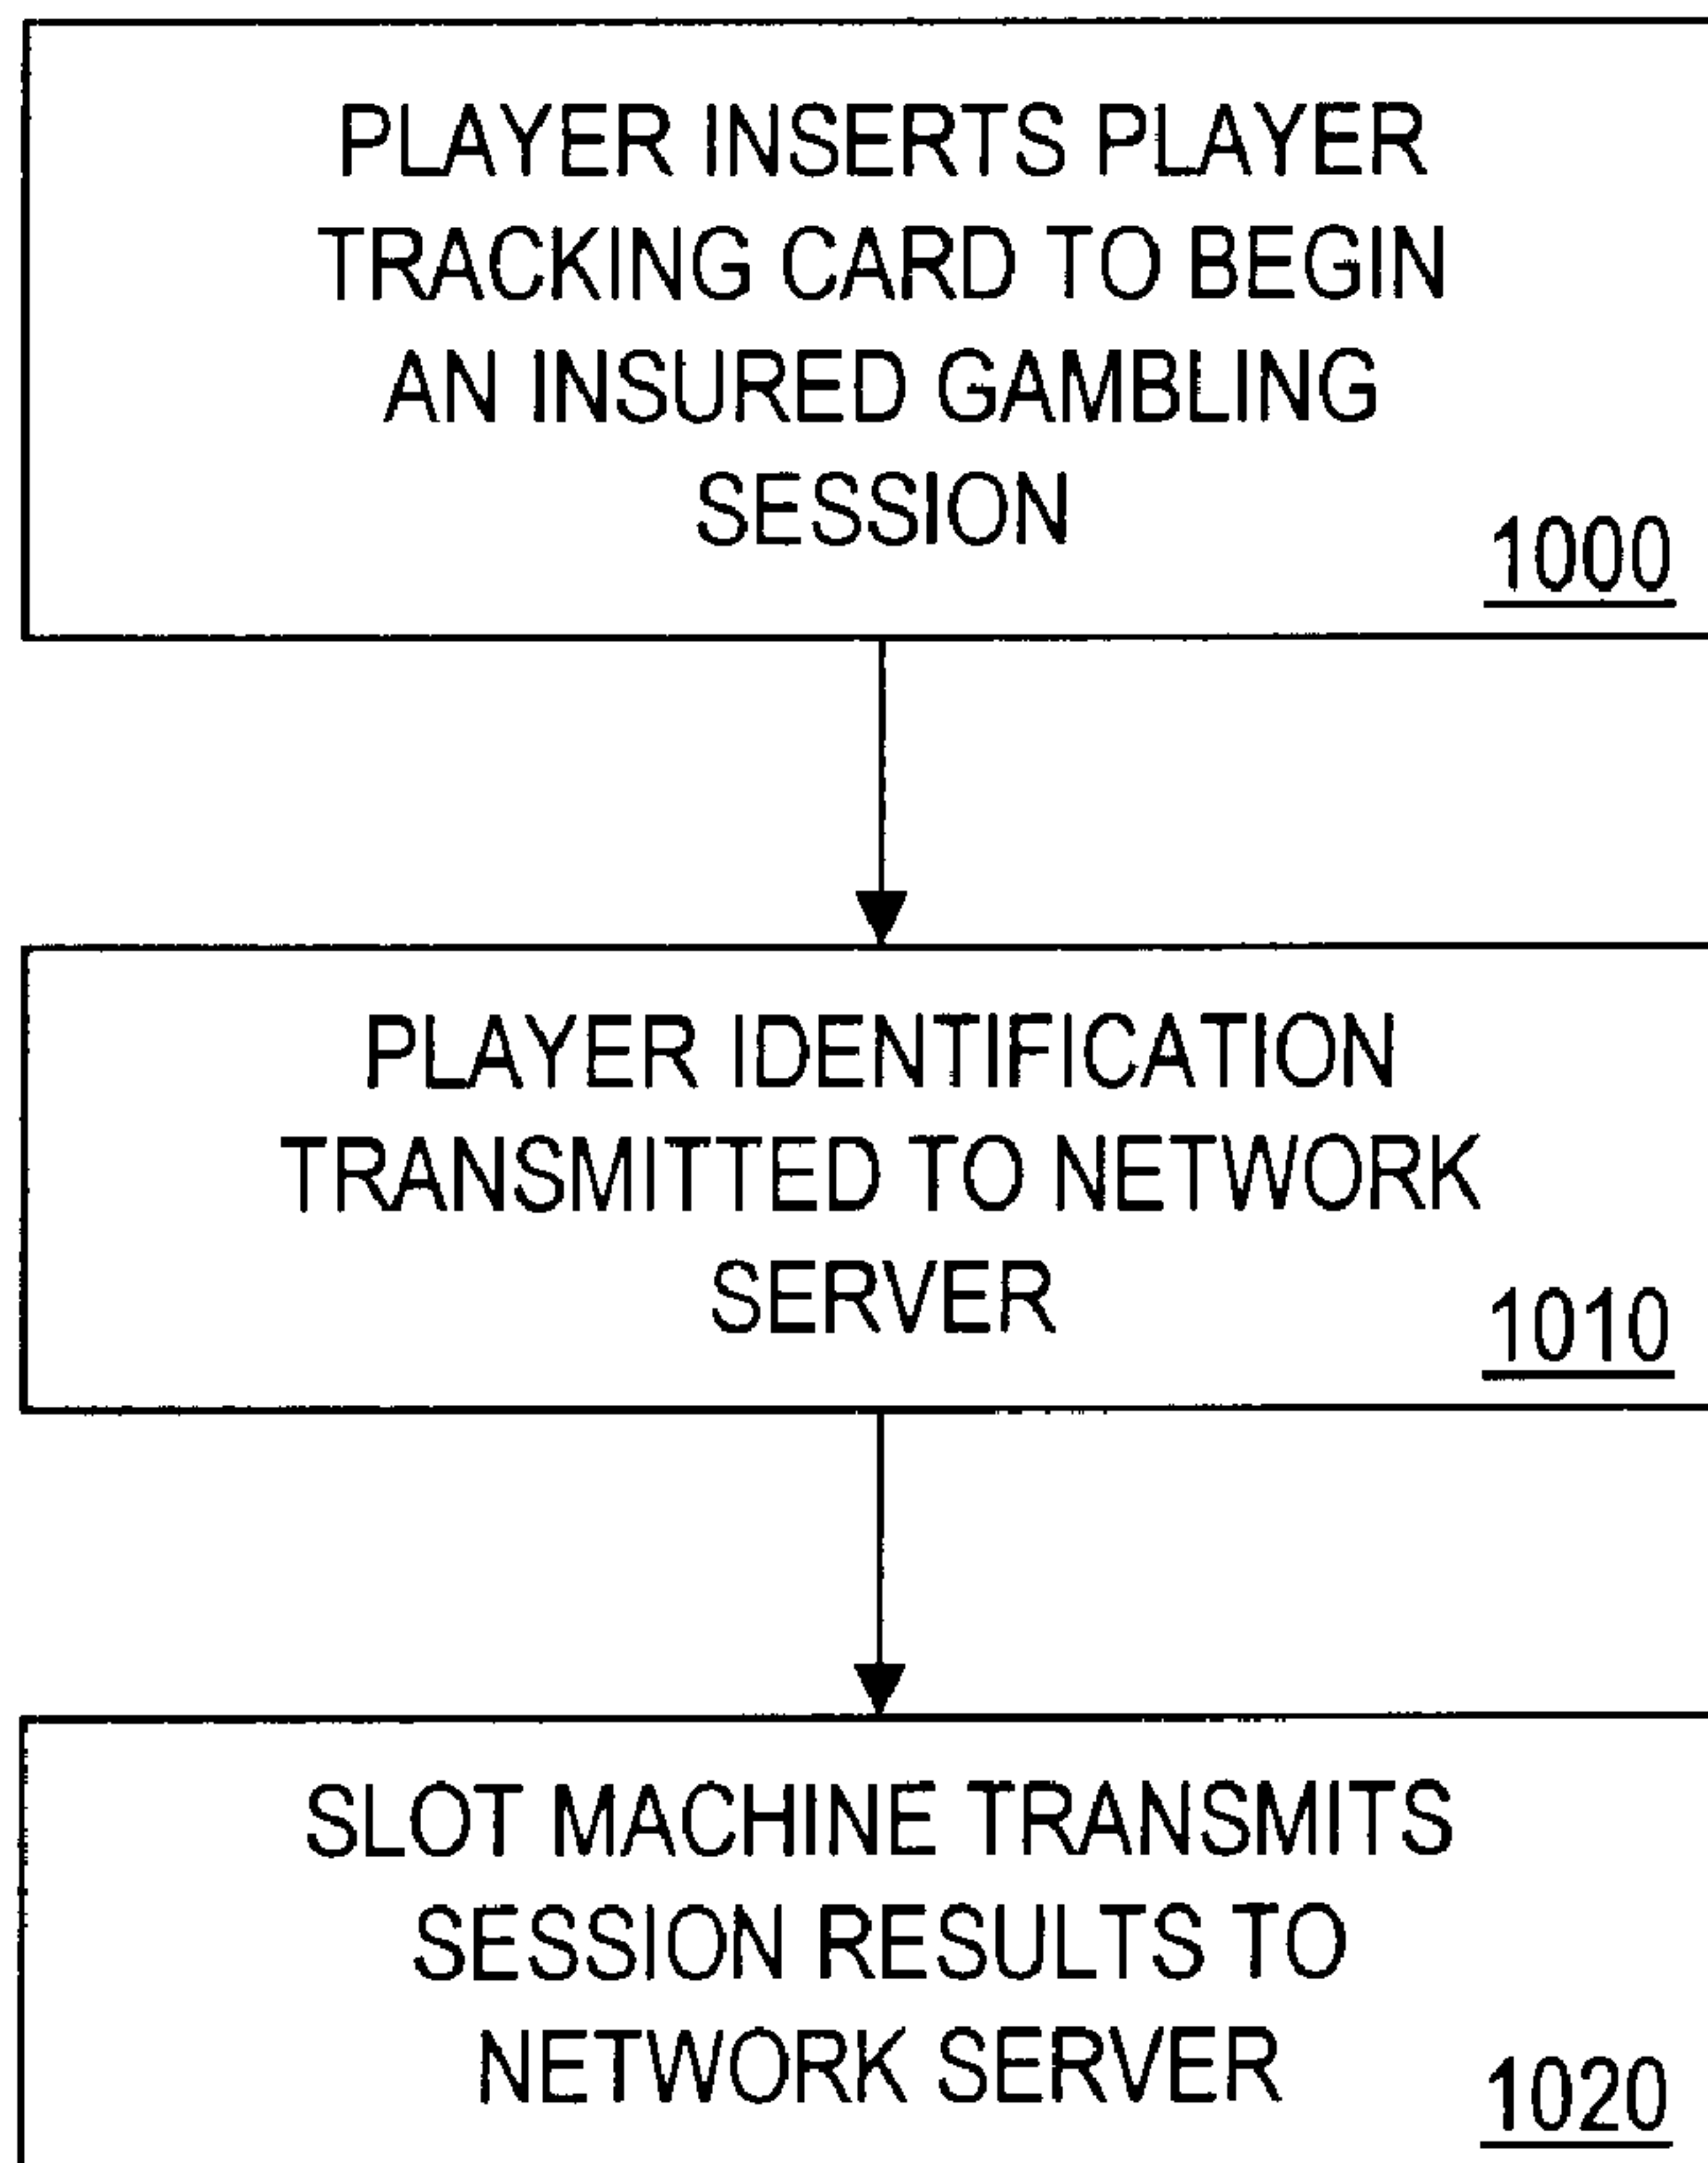 PLAYER INSERTS PLAYER
TRACKING CARD TO BEGIN
AN INSURED GAMBLING
SESSION
1000
PLAYER IDENTIFICATION
TRANSMITTED TO NETWORK
SERVER
1010
SLOT MACHINE TRANSMITS
SESSION RESULTS TO
NETWORK SERVER
1020